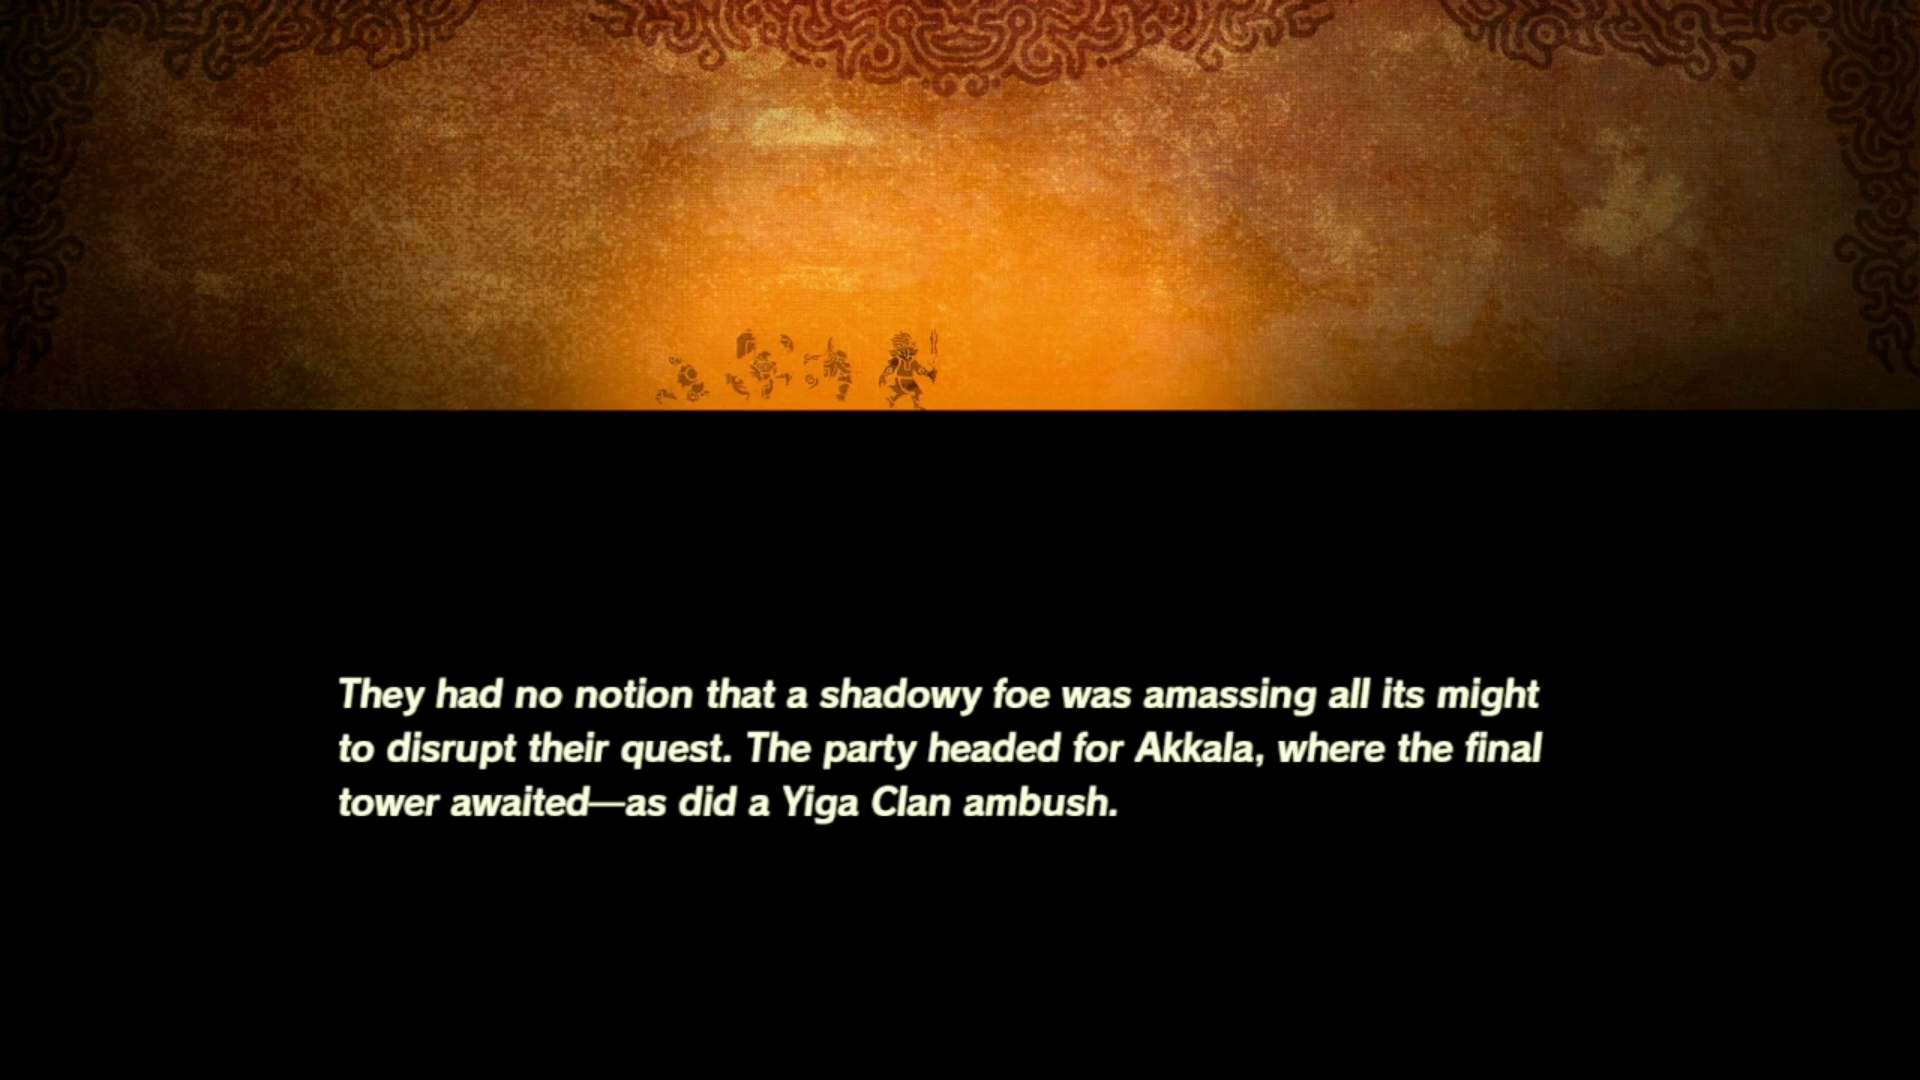 They had no notion that a shadowy foe was amassing all its might
to disrupt their quest. The party headed for Akkala, where the final
tower awaited—as did a Yiga Clan ambush.